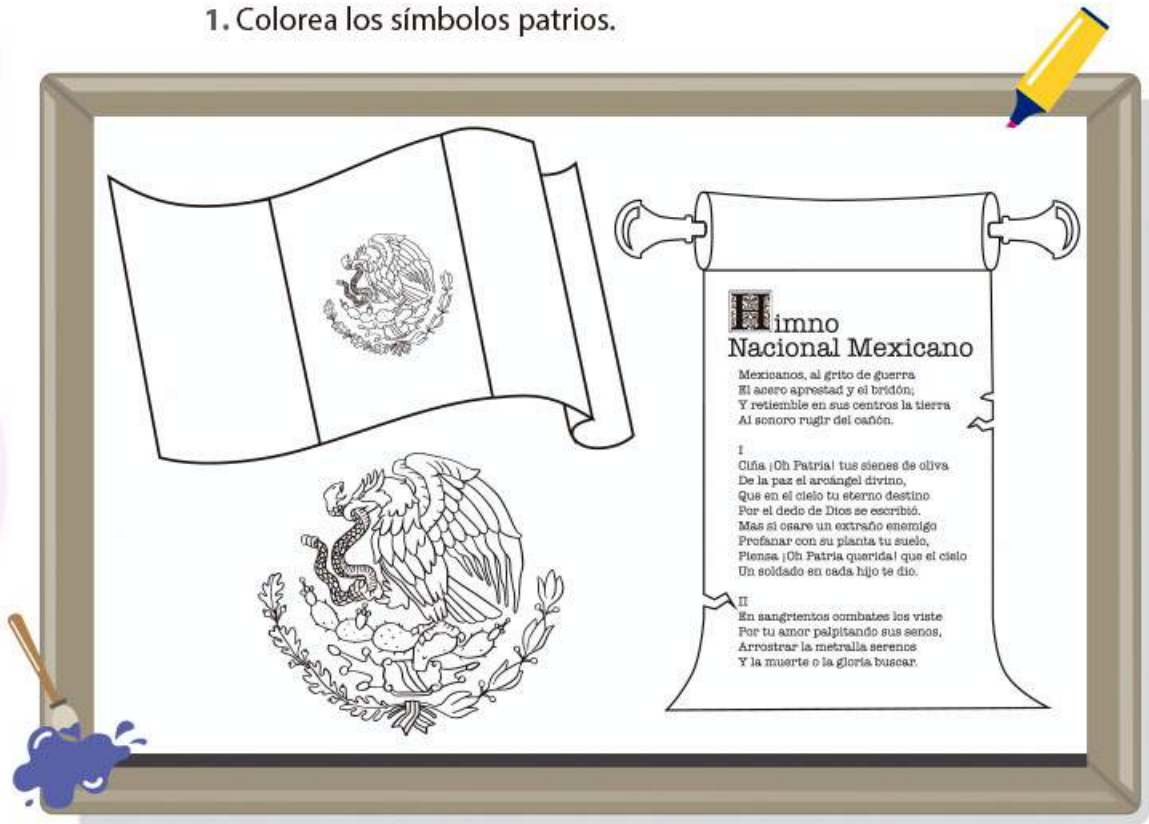 1. Colorea los símbolos patrios.
Himno
Nacional Mexicano
Mexicanos, al grito de guerra
El acero aprestad y el bridón;
Y retiemble en sus centros la tierra
Al sonoro rugir del cañón.
I
Ciña ¡Oh Patria! tus sienes de oliva
De la paz el arcángel divino,
Que en el cielo tu eterno destino
Por el dedo de Dios se escribió.
Mas si osare un extraño enemigo
Profanar con su planta tu suelo,
Piensa ¡Oh Patria querida! que el cielo
Un soldado en cada hijo te dio.
II
En sangrientos combates los viste
Por tu amor palpitando sus senos,
Arrostrar la metralla serenos
Y la muerte o la gloria buscar.